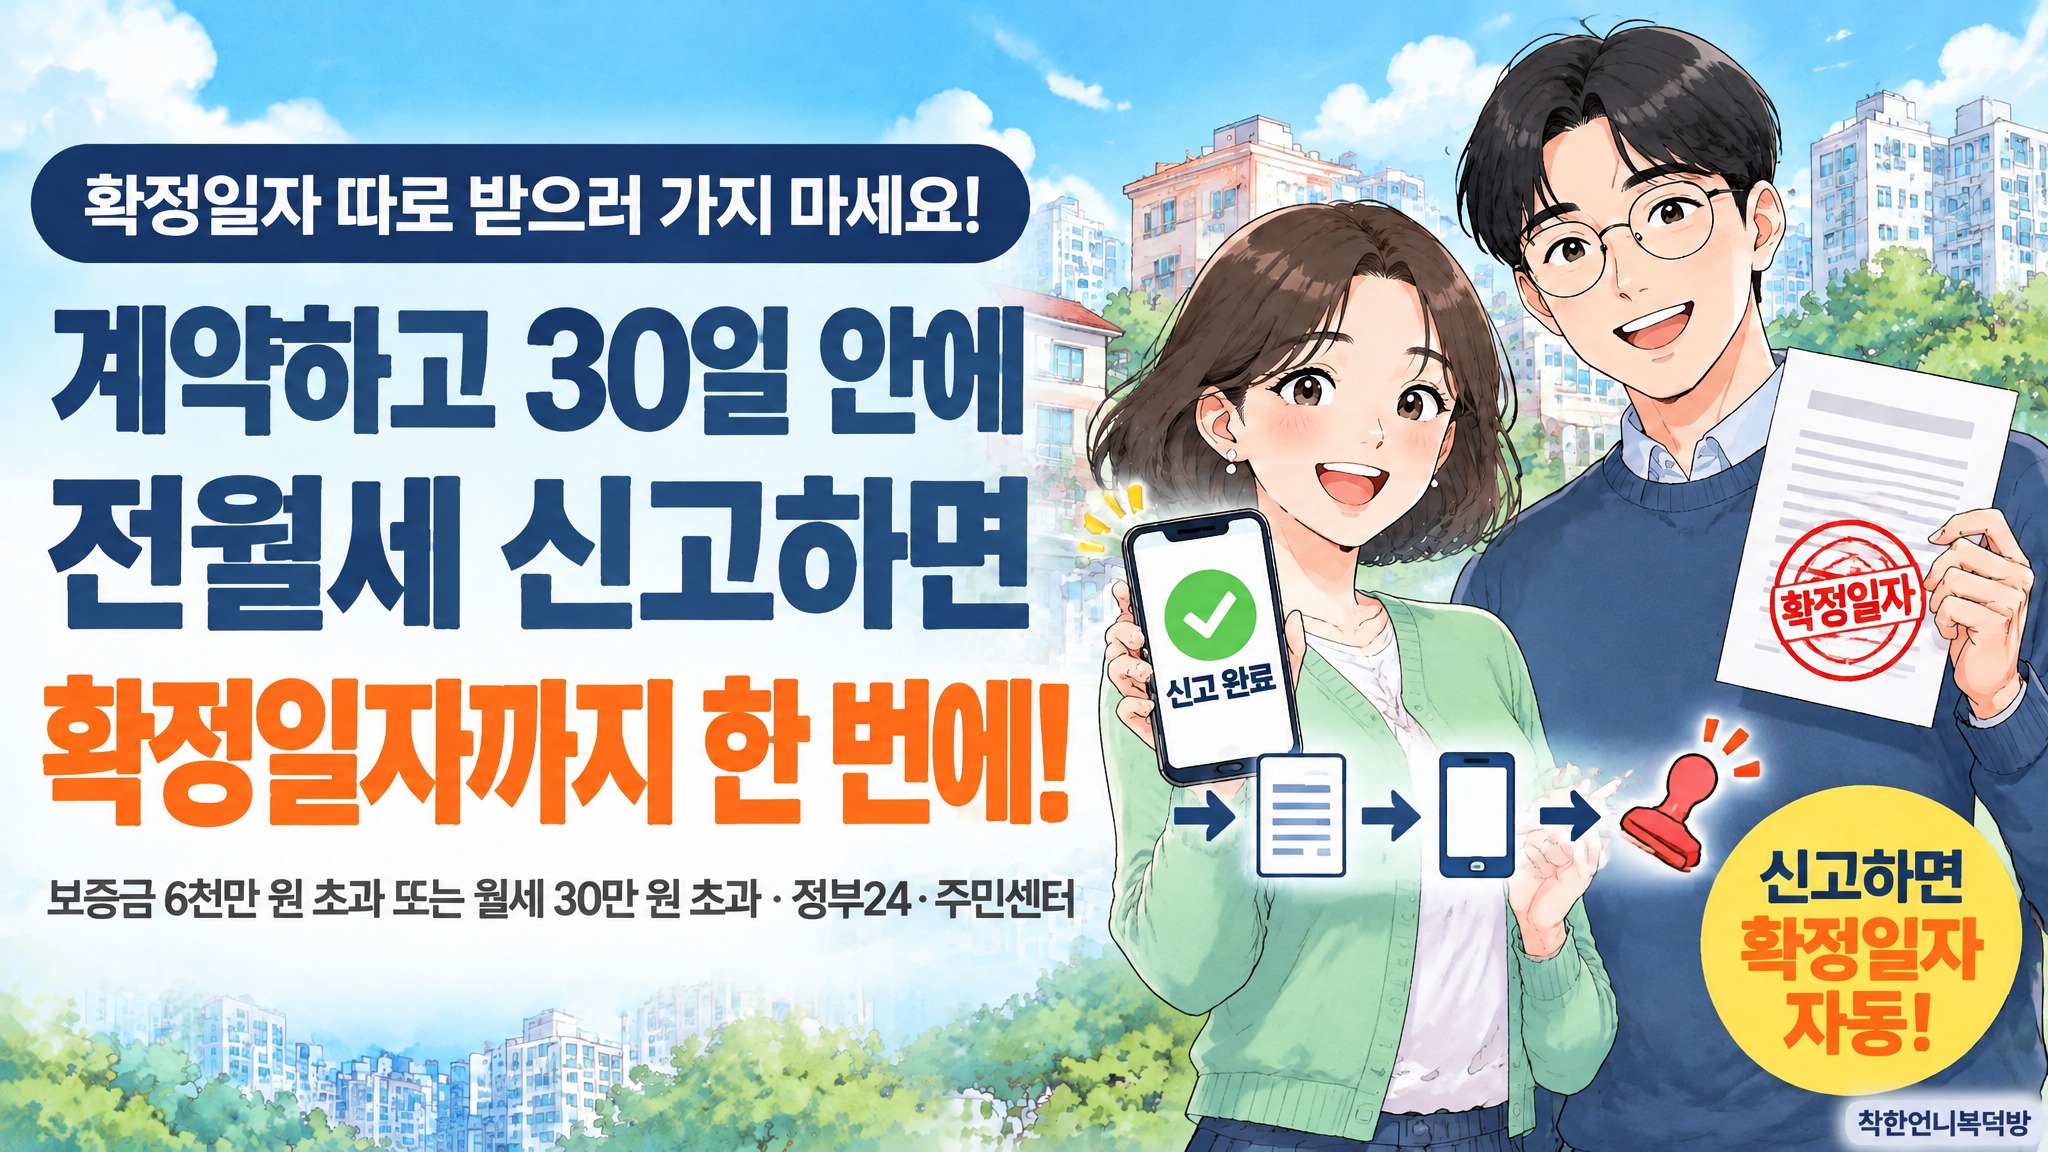 확정일자 따로 받으러 가지 마세요!
계약하고 30일 안에
전월세 신고하면
확정일자까지 한 번에!
보증금 6천만 원 초과 또는 월세 30만 원 초과 · 정부24 · 주민센터
신고 완료
확정일자
신고하면
확정일자
자동!
착한언니복덕방